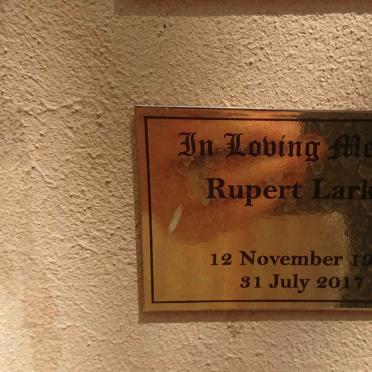 In Loving
Rupert
12 November
31 July 2017